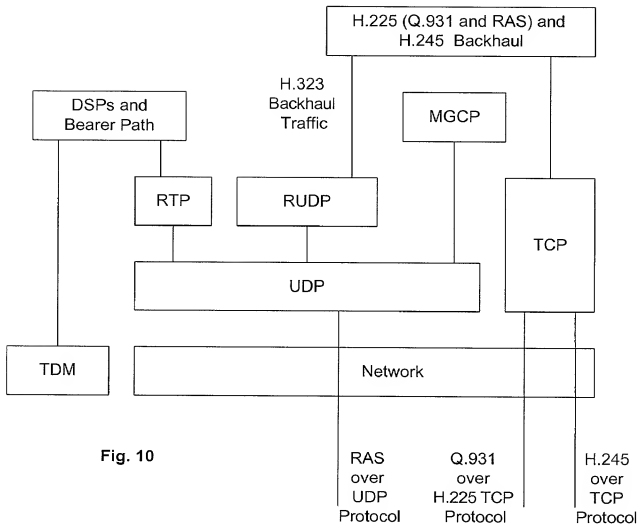 H.225 (Q.931 and RAS) and
H.245 Backhaul
H.323
Backhaul
Traffic
DSPs and
Bearer Path
MGCP
RTP
RUDP
TCP
UDP
TDM
Network
Fig. 10
RAS
over
UDP
Protocol
Q.931
over
H.225 TCP
Protocol
H.245
over
TCP
Protocol